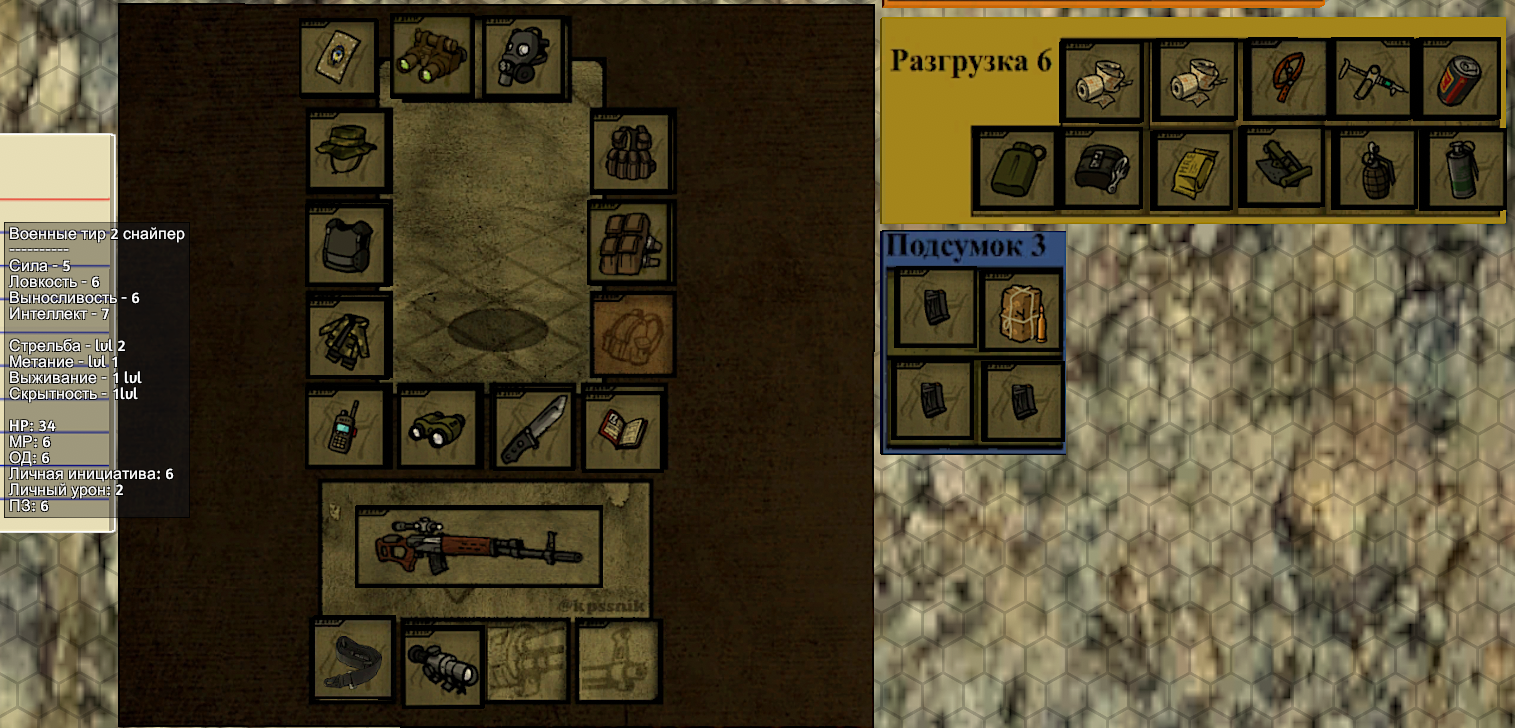 Военные тир 2 снайпер
----------
Сила - 5
Ловкость - 6
Выносливость - 6
Интеллект - 7
Стрельба - lvl 2
Метание - lvl 1
Выживание - 1 lvl
Скрытность - 1lvl
HP: 34
МР: 6
ОД: 6
Личная инициатива: 6
Личный урон: 2
ПЗ: 6
@kpssnik
Разгрузка 6
Подсумок 3